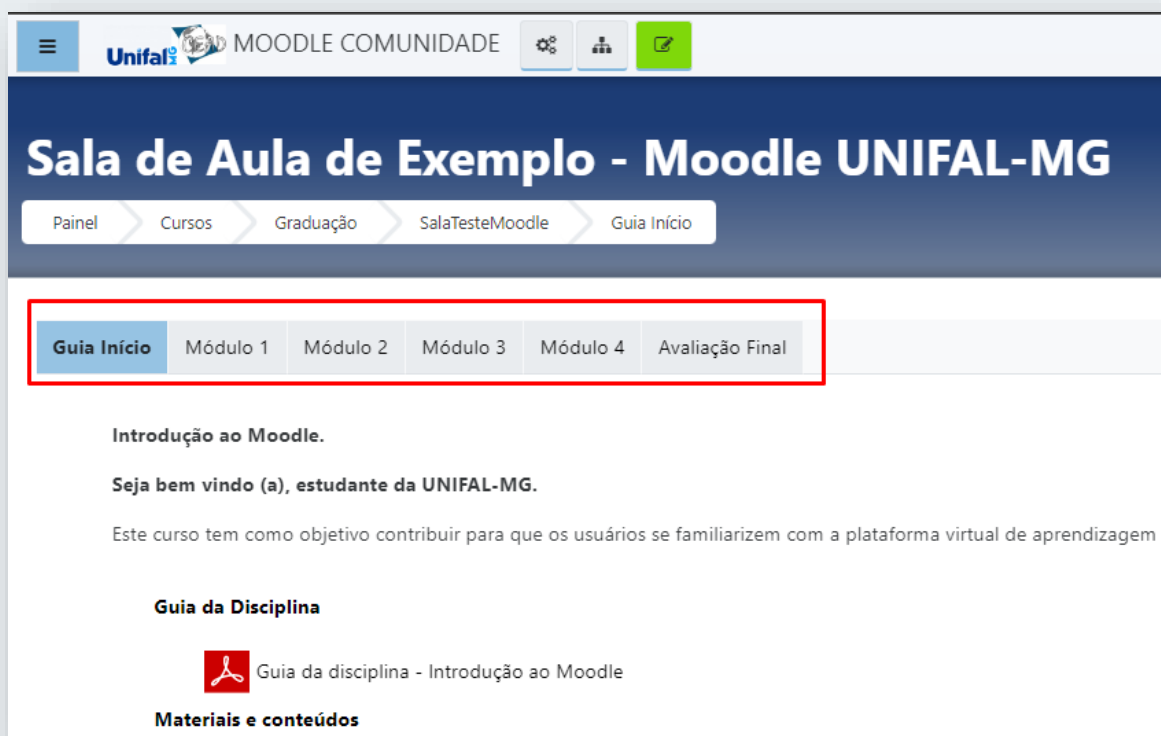 Unifal MG CEAD MOODLE COMUNIDADE
Sala de Aula de Exemplo - Moodle UNIFAL-MG
Painel Cursos Graduação SalaTesteMoodle Guia Início
Guia Início Módulo 1 Módulo 2 Módulo 3 Módulo 4 Avaliação Final
Introdução ao Moodle.
Seja bem vindo (a), estudante da UNIFAL-MG.
Este curso tem como objetivo contribuir para que os usuários se familiarizem com a plataforma virtual de aprendizagem
Guia da Disciplina
Guia da disciplina - Introdução ao Moodle
Materiais e conteúdos